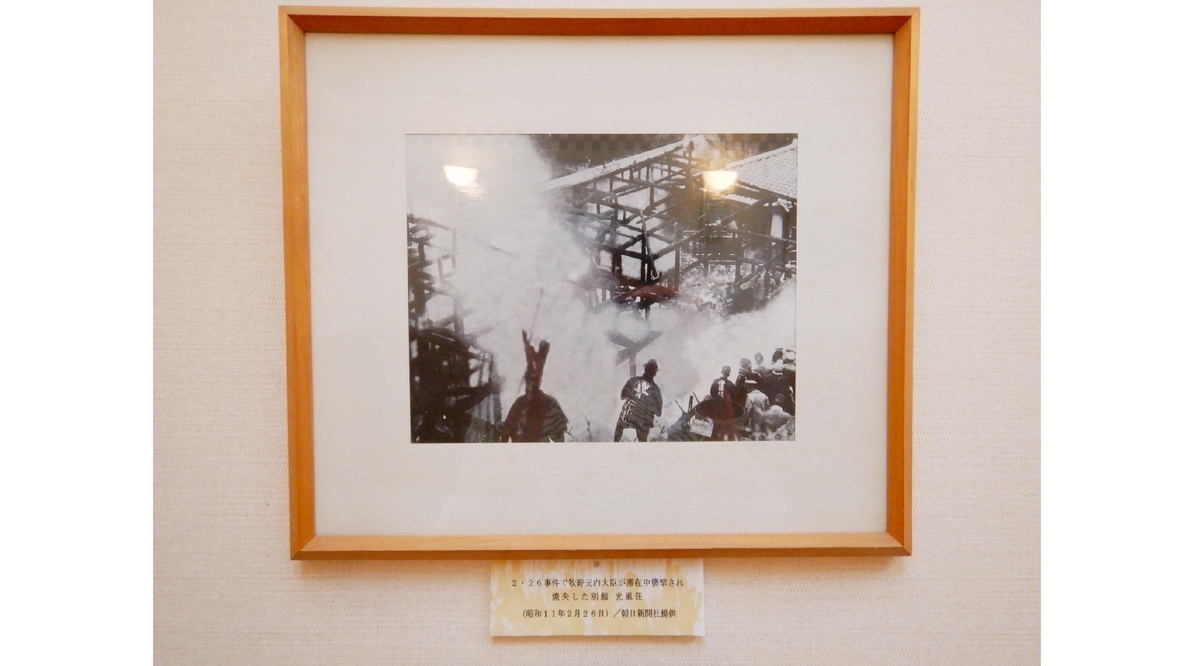 2・26事件で牧野元内大臣が滞在中襲撃され
焼失した別館 光風荘
(昭和11年2月26日)/朝日新聞社提供